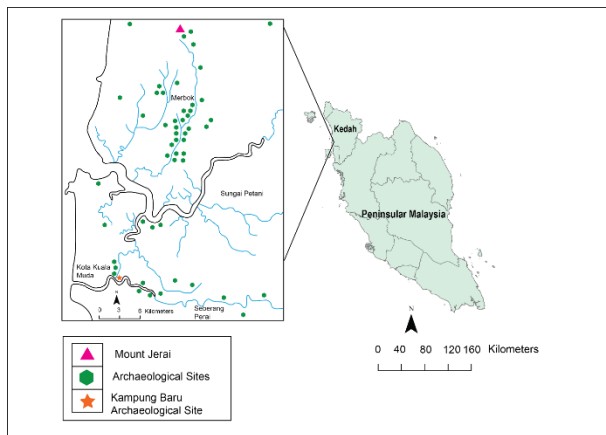 Merbok
Sungai Petani
Kota Kuala
Muda
N
0 3 6 Kilometers
Seberang
Perai
Kedah
Peninsular Malaysia
N
0 40 80 120 160 Kilometers
Mount Jerai
Archaeological Sites
Kampung Baru
Archaeological Site